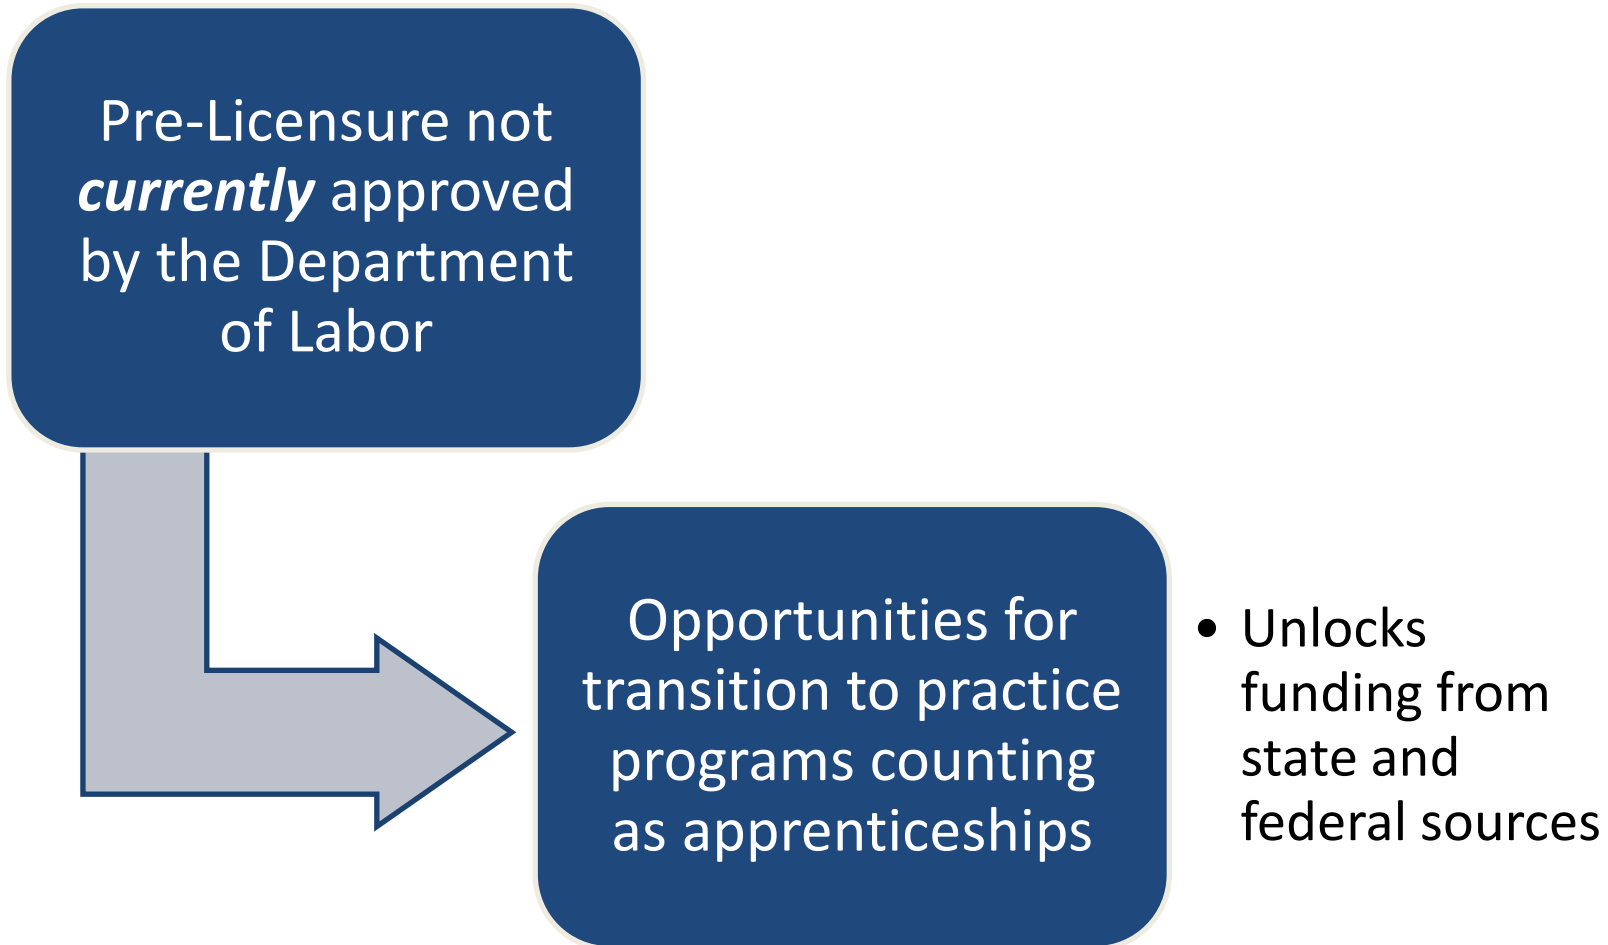 Pre-Licensure not
currently approved
by the Department
of Labor
Opportunities for
transition to practice
programs counting
as apprenticeships
• Unlocks
funding from
state and
federal sources